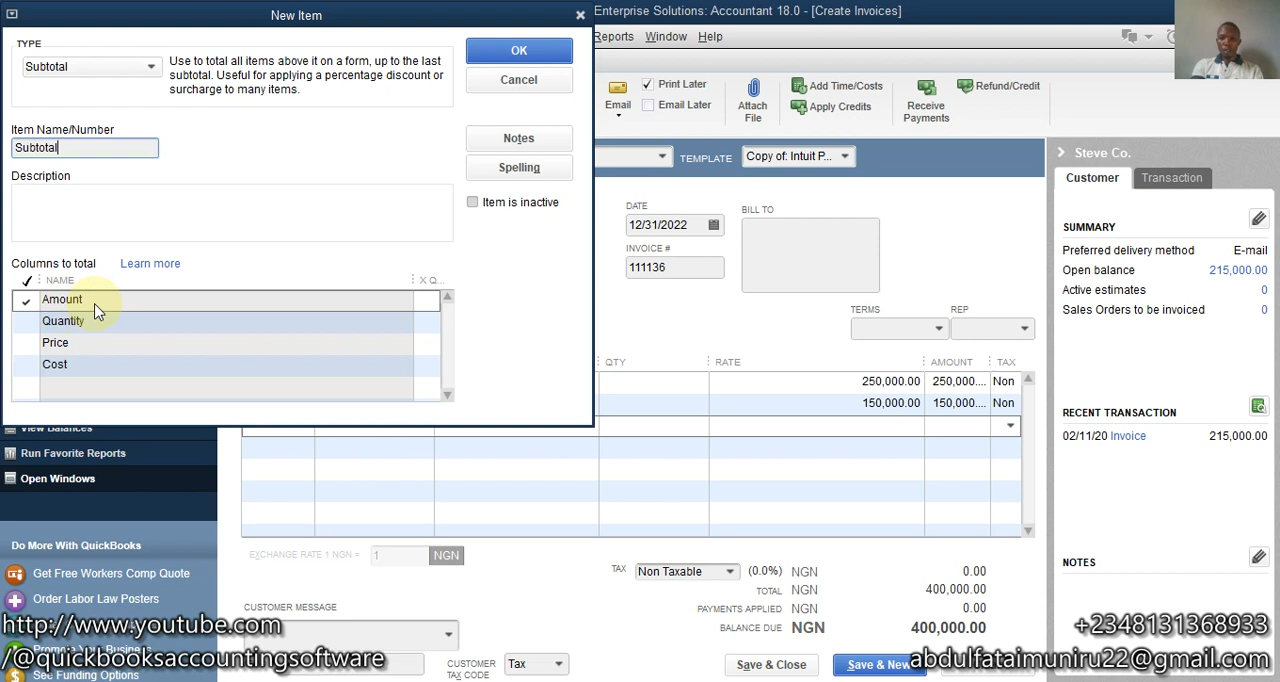 New Item
Enterprise Solutions: Accountant 18.0 - [Create Invoices]
Reports Window Help
TYPE
Subtotal
Use to total all items above it on a form, up to the last
subtotal. Useful for applying a percentage discount or
surcharge to many items.
OK
Cancel
Item Name/Number
Subtotal
Notes
Spelling
Description
Item is inactive
Columns to total Learn more
NAME X Q...
Amount
Quantity
Price
Cost
Email
Print Later
Email Later
Attach
File
Add Time/Costs
Apply Credits
Receive
Payments
Refund/Credit
TEMPLATE Copy of: Intuit P...
DATE
12/31/2022
INVOICE #
111136
BILL TO
TERMS REP
QTY RATE AMOUNT TAX
250,000.00 250,000.... Non
150,000.00 150,000.... Non
EXCHANGE RATE 1 NGN = 1 NGN
TAX Non Taxable (0.0%) NGN 0.00
TOTAL NGN 400,000.00
PAYMENTS APPLIED NGN 0.00
BALANCE DUE NGN 400,000.00
CUSTOMER MESSAGE
CUSTOMER
TAX CODE
Tax
Save & Close
Save & New
Steve Co.
Customer Transaction
SUMMARY
Preferred delivery method E-mail
Open balance 215,000.00
Active estimates 0
Sales Orders to be invoiced 0
RECENT TRANSACTION
02/11/20 Invoice 215,000.00
NOTES
View Balances
Run Favorite Reports
Open Windows
Do More With QuickBooks
Get Free Workers Comp Quote
Order Labor Law Posters
Promote Your Business
See Funding Options
http://www.youtube.com
/@quickbooksaccountingsoftware
+2348131368933
abdulfataimuniru22@gmail.com